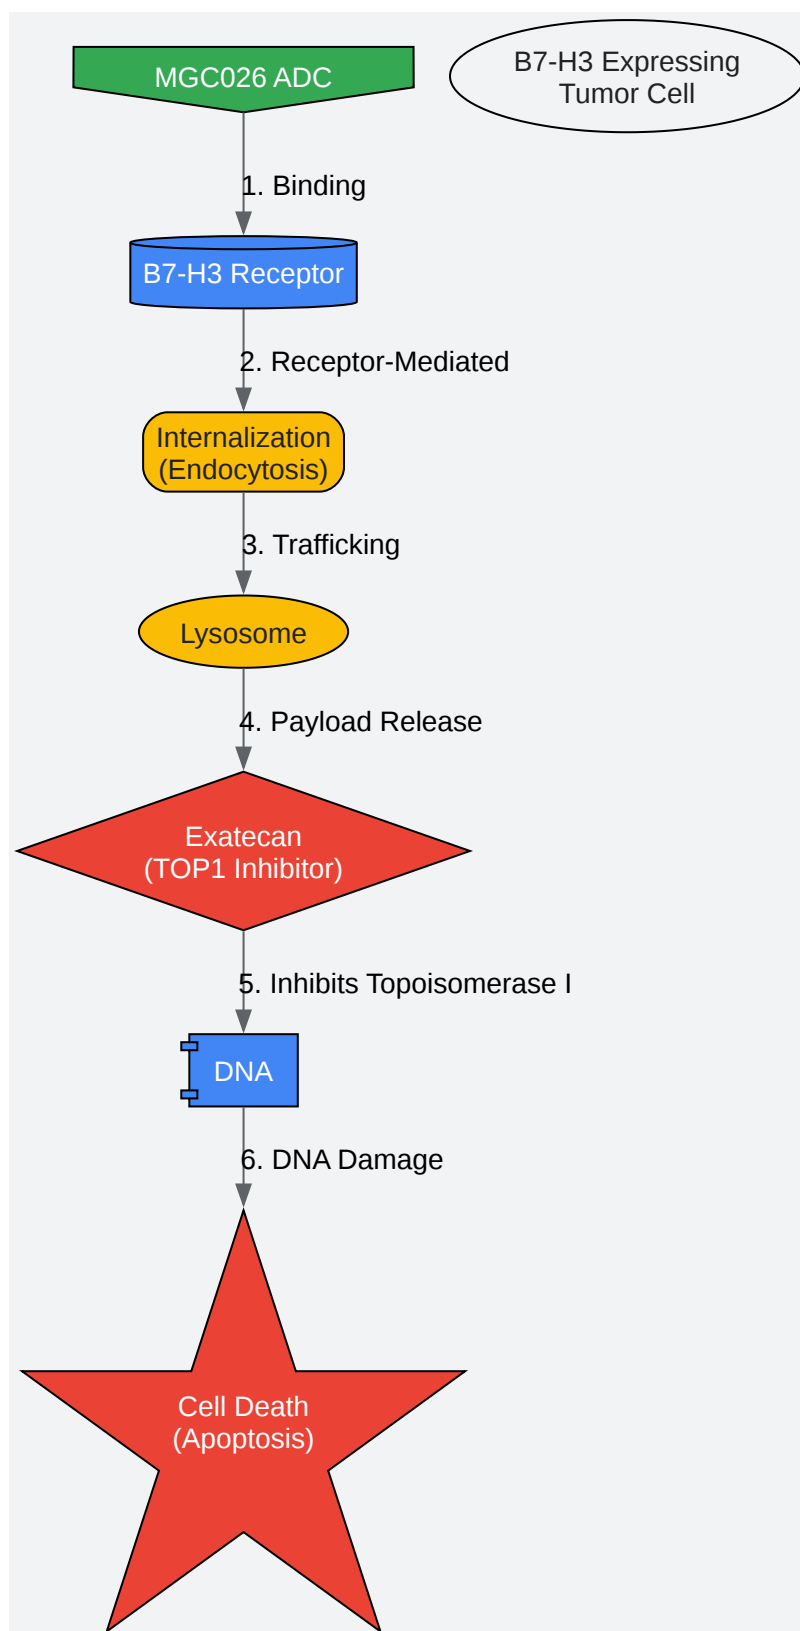 MGC026 ADC
B7-H3 Expressing
Tumor Cell
1. Binding
B7-H3 Receptor
2. Receptor-Mediated
Internalization
(Endocytosis)
3. Trafficking
Lysosome
4. Payload Release
Exatecan
(TOP1 Inhibitor)
5. Inhibits Topoisomerase I
DNA
6. DNA Damage
Cell Death
(Apoptosis)